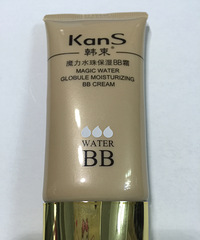 KanS
韩束
魔力水珠保湿BB霜
MAGIC WATER
GLOBULE MOISTURIZING
BB CREAM
WATER
BB